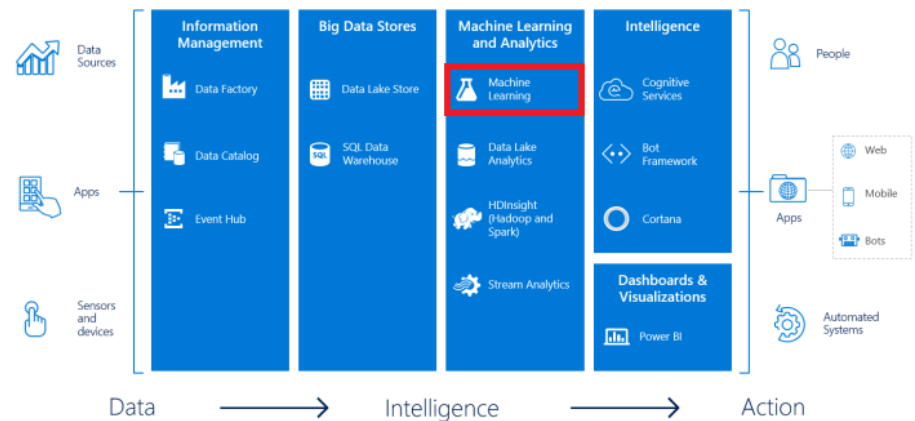 Data
Sources
Apps
Sensors
and
devices
Information
Management
Data Factory
Data Catalog
Event Hub
Big Data Stores
Data Lake Store
SQL
SQL Data
Warehouse
Machine Learning
and Analytics
Machine
Learning
Data Lake
Analytics
HDInsight
(Hadoop and
Spark)
Stream Analytics
Intelligence
Cognitive
Services
Bot
Framework
Cortana
Dashboards &
Visualizations
Power BI
People
Apps
Web
Mobile
Bots
Automated
Systems
Data
Intelligence
Action